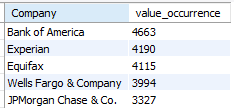 Company value_occurrence
Bank of America 4663
Experian 4190
Equifax 4115
Wells Fargo & Company 3994
JPMorgan Chase & Co. 3327